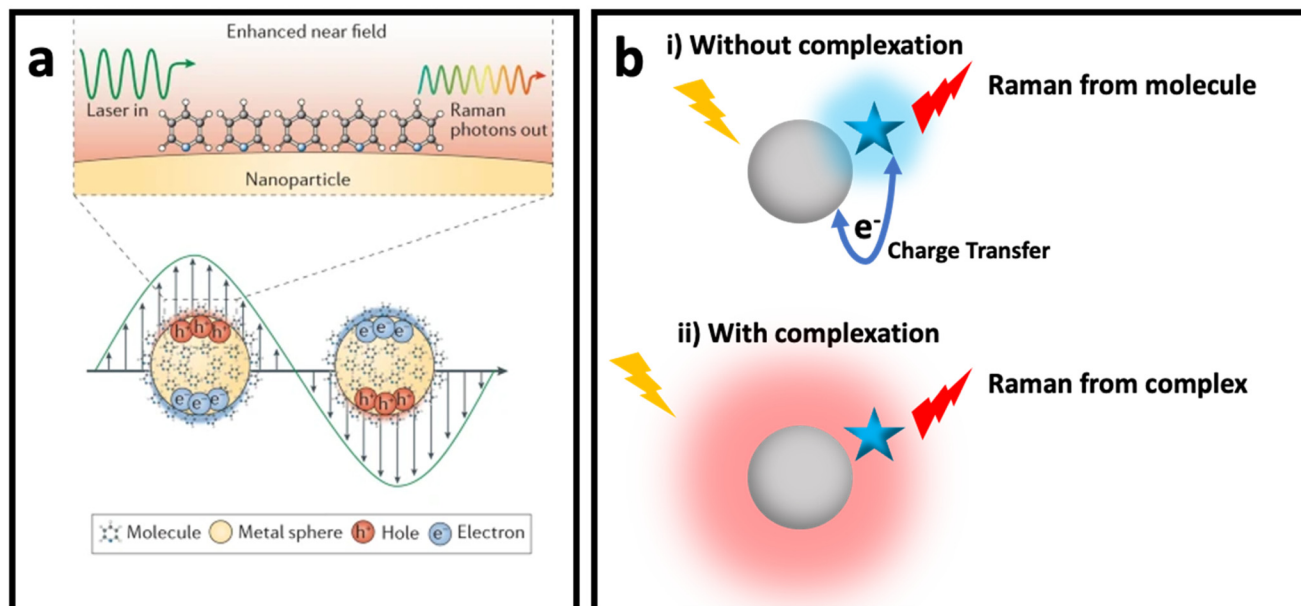 a
Enhanced near field
Laser in
Raman
photons out
Nanoparticle
h⁺ h⁺ h⁺
e⁻ e⁻ e⁻
e⁻ e⁻ e⁻
h⁺ h⁺ h⁺
Molecule Metal sphere h⁺ Hole e⁻ Electron
b
i) Without complexation
Raman from molecule
e⁻
Charge Transfer
ii) With complexation
Raman from complex